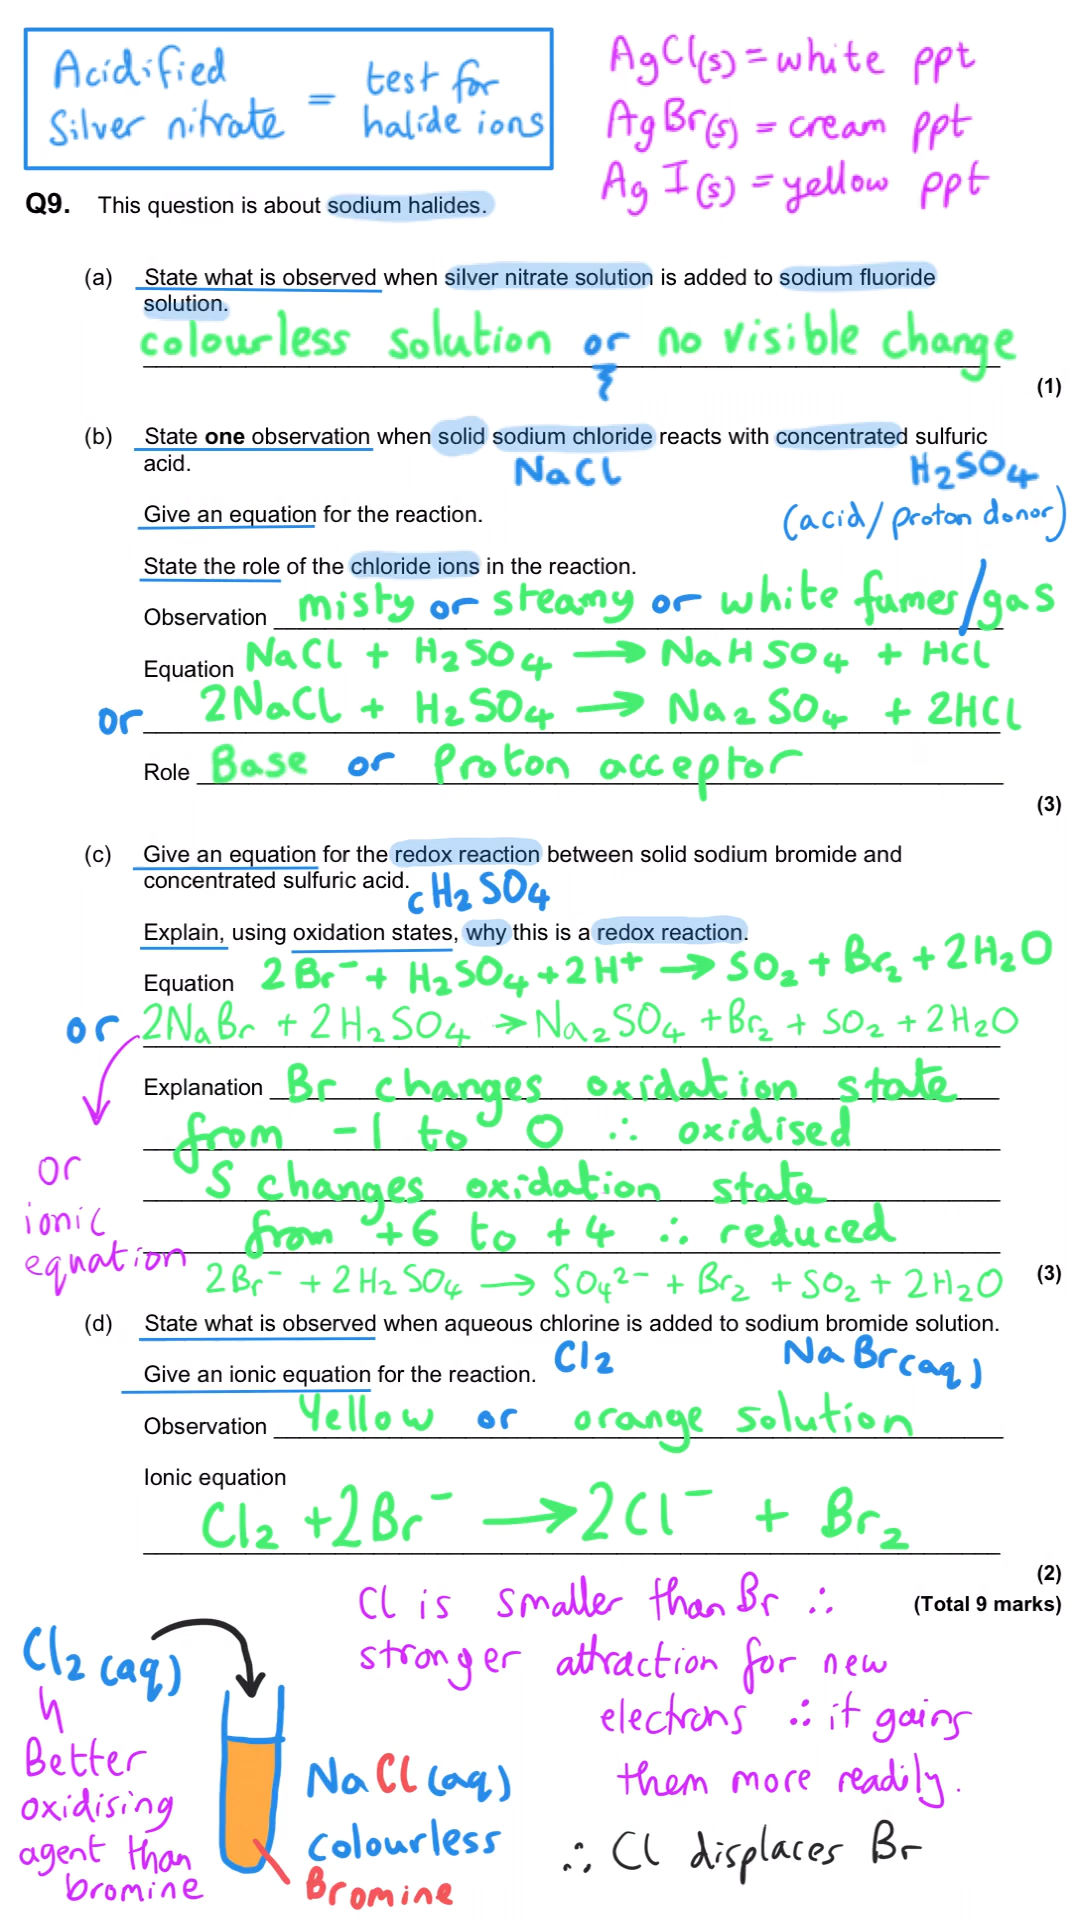 Acidified
Silver nitrate = test for
halide ions
AgCl(s) = white ppt
AgBr(s) = cream ppt
AgI(s) = yellow ppt
Q9. This question is about sodium halides.
(a) State what is observed when silver nitrate solution is added to sodium fluoride
solution.
colourless solution or no visible change
(1)
(b) State one observation when solid sodium chloride reacts with concentrated sulfuric
acid.
NaCl H₂SO₄
(acid/proton donor)
Give an equation for the reaction.
State the role of the chloride ions in the reaction.
Observation misty or steamy or white fumes/gas
Equation NaCl + H₂SO₄ → NaHSO₄ + HCl
or 2NaCl + H₂SO₄ → Na₂SO₄ + 2HCl
Role Base or Proton acceptor
(3)
(c) Give an equation for the redox reaction between solid sodium bromide and
concentrated sulfuric acid.
cH₂SO₄
Explain, using oxidation states, why this is a redox reaction.
Equation 2Br⁻ + H₂SO₄ + 2H⁺ → SO₂ + Br₂ + 2H₂O
or 2NaBr + 2H₂SO₄ → Na₂SO₄ + Br₂ + SO₂ + 2H₂O
Explanation Br changes oxidation state
from -1 to 0 ∴ oxidised
S changes oxidation state
from +6 to +4 ∴ reduced
or
ionic
equation
2Br⁻ + 2H₂SO₄ → SO₄²⁻ + Br₂ + SO₂ + 2H₂O
(3)
(d) State what is observed when aqueous chlorine is added to sodium bromide solution.
Cl₂ NaBr(aq)
Give an ionic equation for the reaction.
Observation Yellow or orange solution
Ionic equation
Cl₂ + 2Br⁻ → 2Cl⁻ + Br₂
(2)
(Total 9 marks)
Cl is smaller than Br ∴
stronger attraction for new
electrons ∴ it gains
them more readily.
∴ Cl displaces Br
Cl₂(aq)
Better
oxidising
agent than
bromine
NaCl(aq)
colourless
Bromine